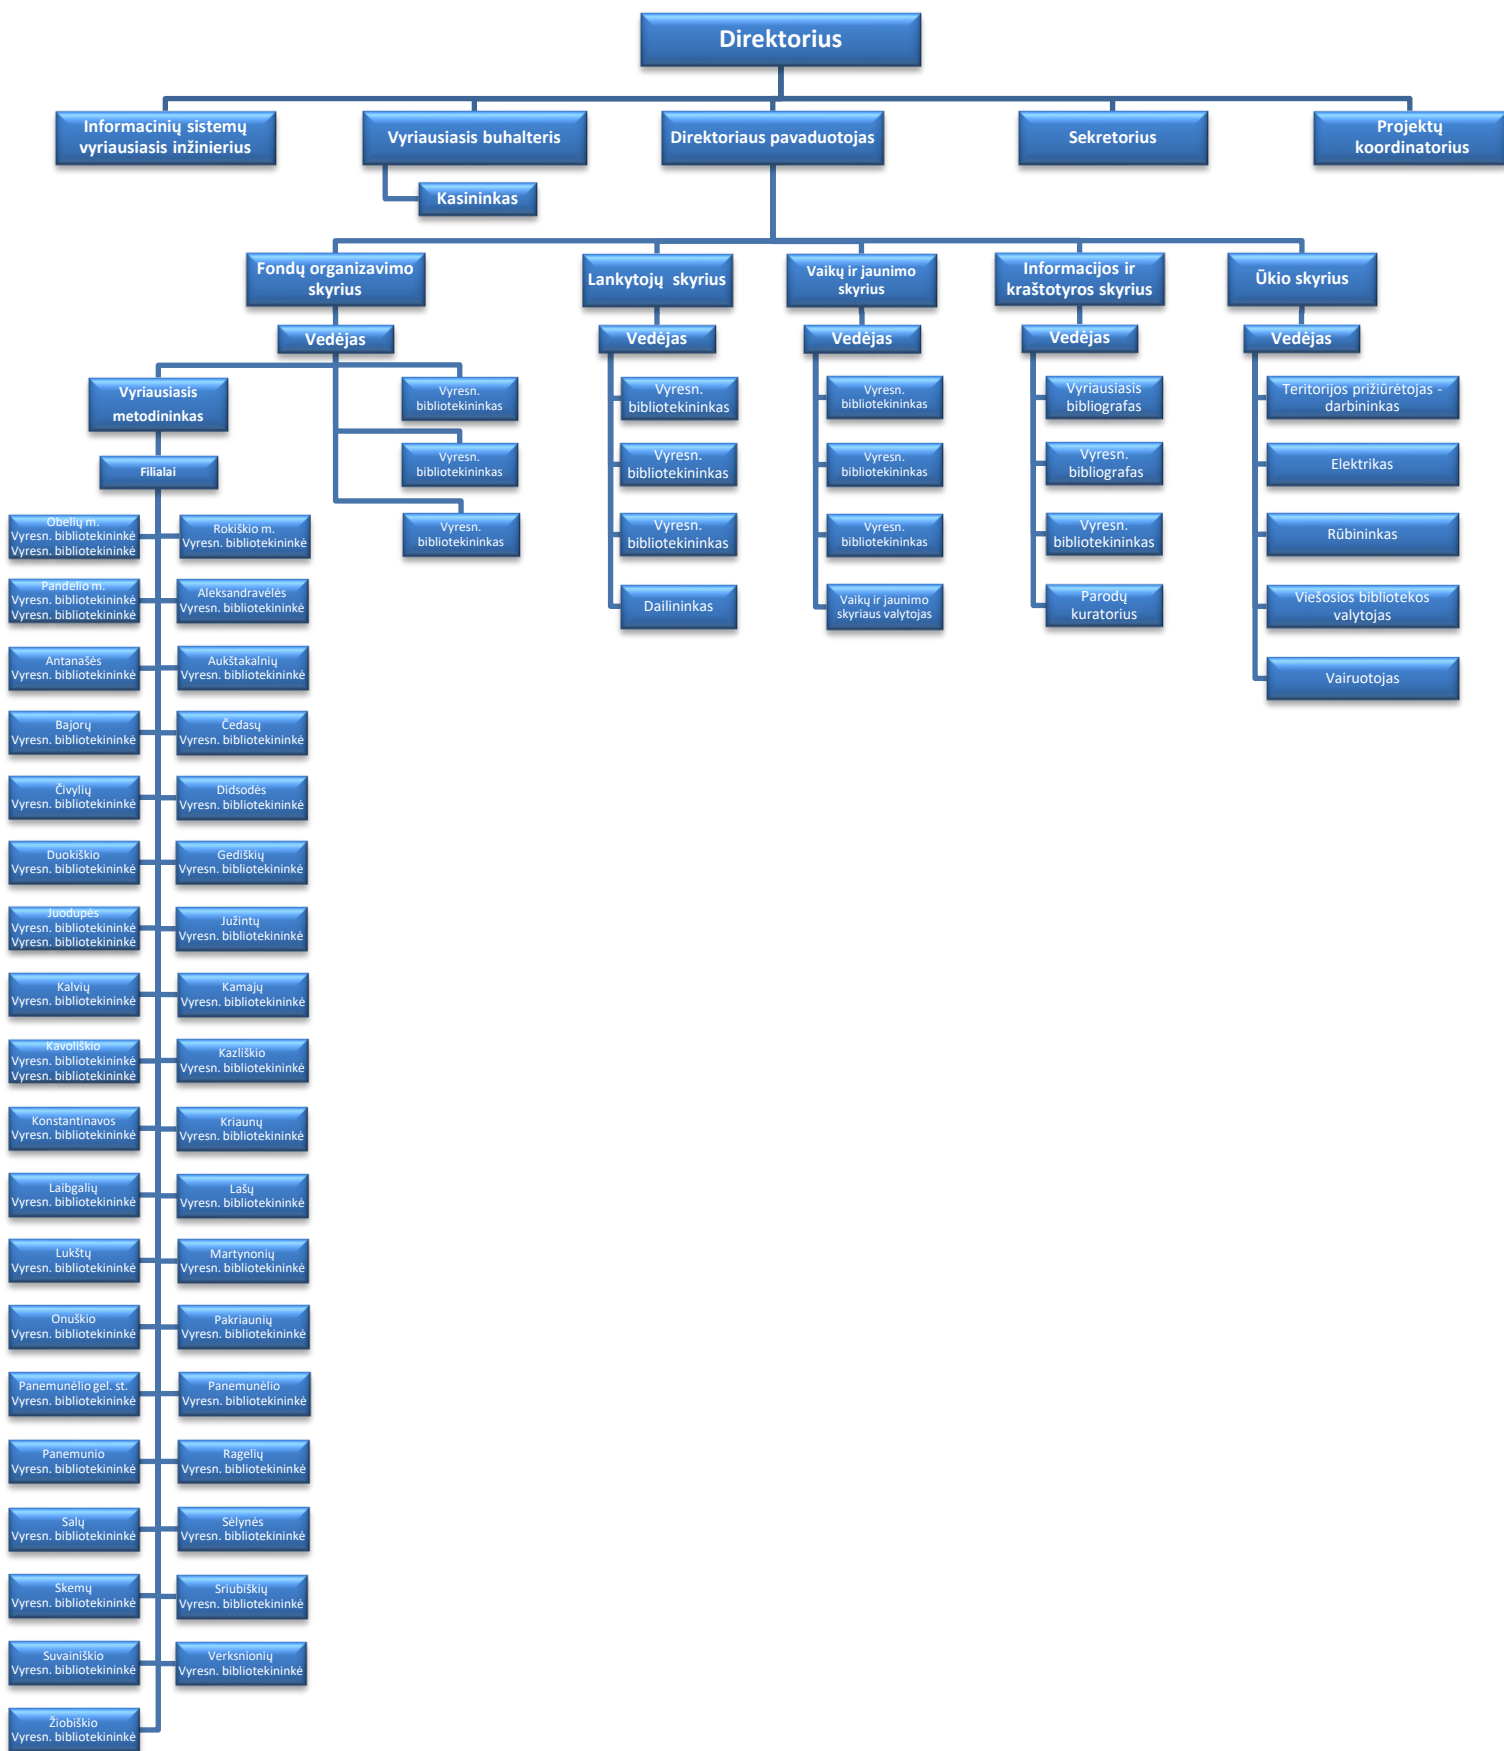 Direktorius
Informacinių sistemų
vyriausiasis inžinierius
Vyriausiasis buhalteris
Direktoriaus pavaduotojas
Sekretorius
Projektų
koordinatorius
Kasininkas
Fondų organizavimo
skyrius
Lankytojų skyrius
Vaikų ir jaunimo
skyrius
Informacijos ir
kraštotyros skyrius
Ūkio skyrius
Vedėjas
Vedėjas
Vedėjas
Vedėjas
Vedėjas
Vyriausiasis
metodininkas
Filialai
Vyresn.
bibliotekininkas
Vyresn.
bibliotekininkas
Vyresn.
bibliotekininkas
Vyresn.
bibliotekininkas
Vyresn.
bibliotekininkas
Vyresn.
bibliotekininkas
Dailininkas
Vyresn.
bibliotekininkas
Vyresn.
bibliotekininkas
Vyresn.
bibliotekininkas
Vaikų ir jaunimo
skyriaus valytojas
Vyriausiasis
bibliografas
Vyresn.
bibliografas
Vyresn.
bibliotekininkas
Parodų
kuratorius
Teritorijos prižiūrėtojas -
darbininkas
Elektrikas
Rūbininkas
Viešosios bibliotekos
valytojas
Vairuotojas
Obelių m.
Vyresn. bibliotekininkė
Vyresn. bibliotekininkė
Rokiškio m.
Vyresn. bibliotekininkė
Pandėlio m.
Vyresn. bibliotekininkė
Vyresn. bibliotekininkė
Aleksandravėlės
Vyresn. bibliotekininkė
Antanašės
Vyresn. bibliotekininkė
Aukštakalnių
Vyresn. bibliotekininkė
Bajorų
Vyresn. bibliotekininkė
Čedasų
Vyresn. bibliotekininkė
Čivylių
Vyresn. bibliotekininkė
Didsodės
Vyresn. bibliotekininkė
Duokiškio
Vyresn. bibliotekininkė
Gediškių
Vyresn. bibliotekininkė
Juodupės
Vyresn. bibliotekininkė
Vyresn. bibliotekininkė
Jūžintų
Vyresn. bibliotekininkė
Kalvių
Vyresn. bibliotekininkė
Kamajų
Vyresn. bibliotekininkė
Kavoliškio
Vyresn. bibliotekininkė
Vyresn. bibliotekininkė
Kazliškio
Vyresn. bibliotekininkė
Konstantinavos
Vyresn. bibliotekininkė
Kriaunų
Vyresn. bibliotekininkė
Laibgalių
Vyresn. bibliotekininkė
Lašų
Vyresn. bibliotekininkė
Lukštų
Vyresn. bibliotekininkė
Martynonių
Vyresn. bibliotekininkė
Onuškio
Vyresn. bibliotekininkė
Pakriaunių
Vyresn. bibliotekininkė
Panemunėlio gel. st.
Vyresn. bibliotekininkė
Panemunėlio
Vyresn. bibliotekininkė
Panemunio
Vyresn. bibliotekininkė
Ragelių
Vyresn. bibliotekininkė
Salų
Vyresn. bibliotekininkė
Sėlynės
Vyresn. bibliotekininkė
Skemų
Vyresn. bibliotekininkė
Sriubiškių
Vyresn. bibliotekininkė
Suvainiškio
Vyresn. bibliotekininkė
Verksnionių
Vyresn. bibliotekininkė
Žiobiškio
Vyresn. bibliotekininkė